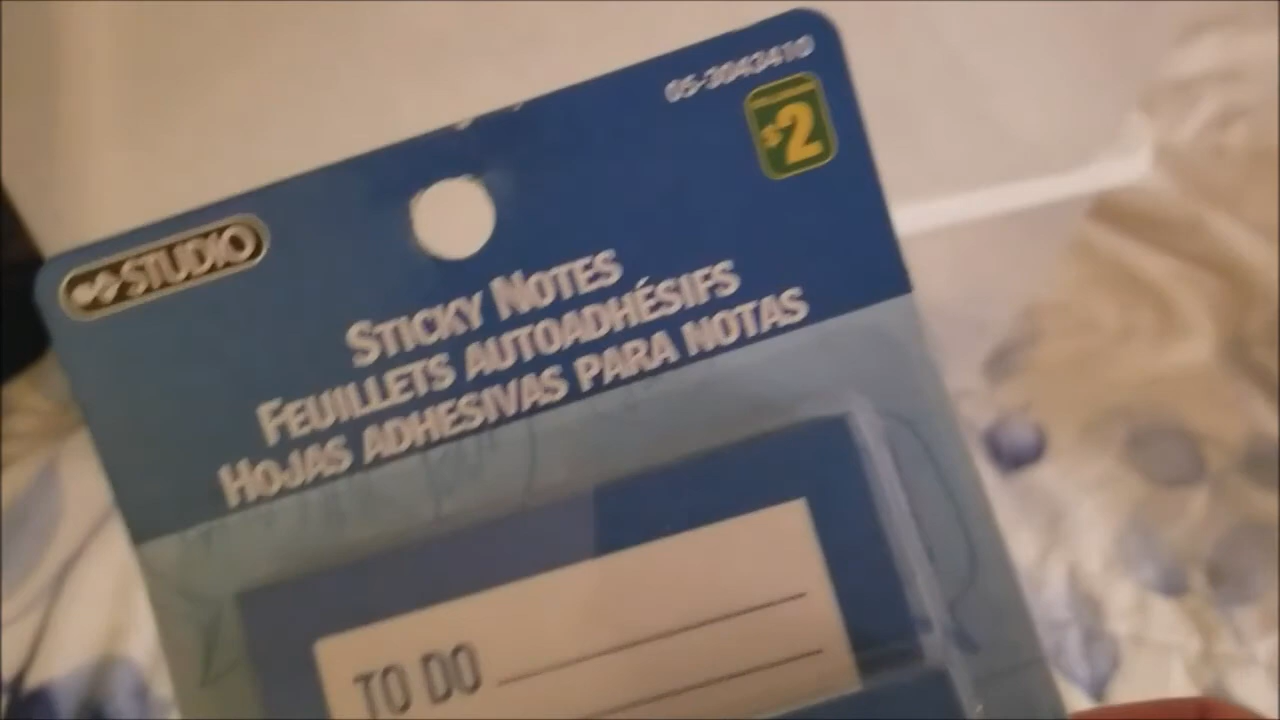 05-3043410
$2
STUDIO
STICKY NOTES
FEUILLETS AUTOADHÉSIFS
HOJAS ADHESIVAS PARA NOTAS
TO DO